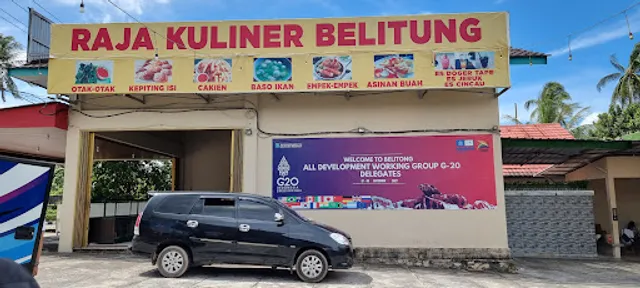 RAJA KULINER BELITUNG
OTAK-OTAK
KEPITING ISI
CAKIEN
BASO IKAN
EMPEK-EMPEK
ASINAN BUAH
ES DOGER TAPE
ES JERUK
ES CINCAU
WELCOME TO BELITONG
ALL DEVELOPMENT WORKING GROUP G-20
DELEGATES
G20